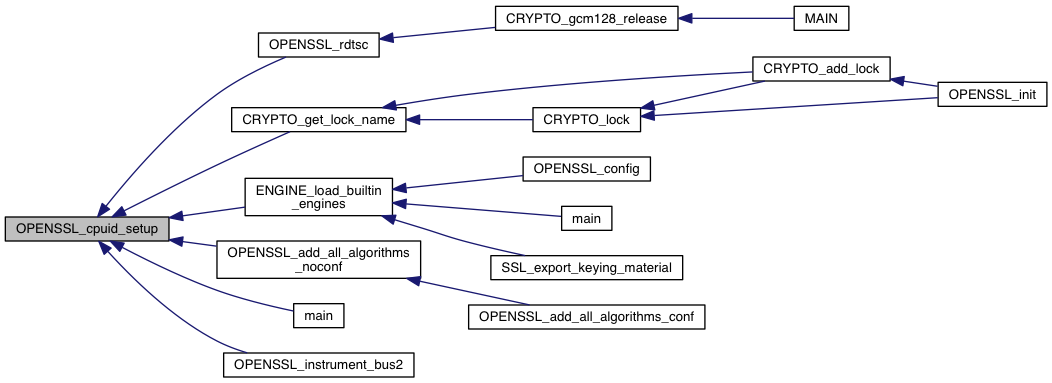 CRYPTO_gcm128_release
MAIN
OPENSSL_rdtsc
CRYPTO_add_lock
OPENSSL_init
CRYPTO_get_lock_name
CRYPTO_lock
OPENSSL_config
ENGINE_load_builtin
_engines
main
OPENSSL_cpuid_setup
OPENSSL_add_all_algorithms
_noconf
SSL_export_keying_material
main
OPENSSL_add_all_algorithms_conf
OPENSSL_instrument_bus2